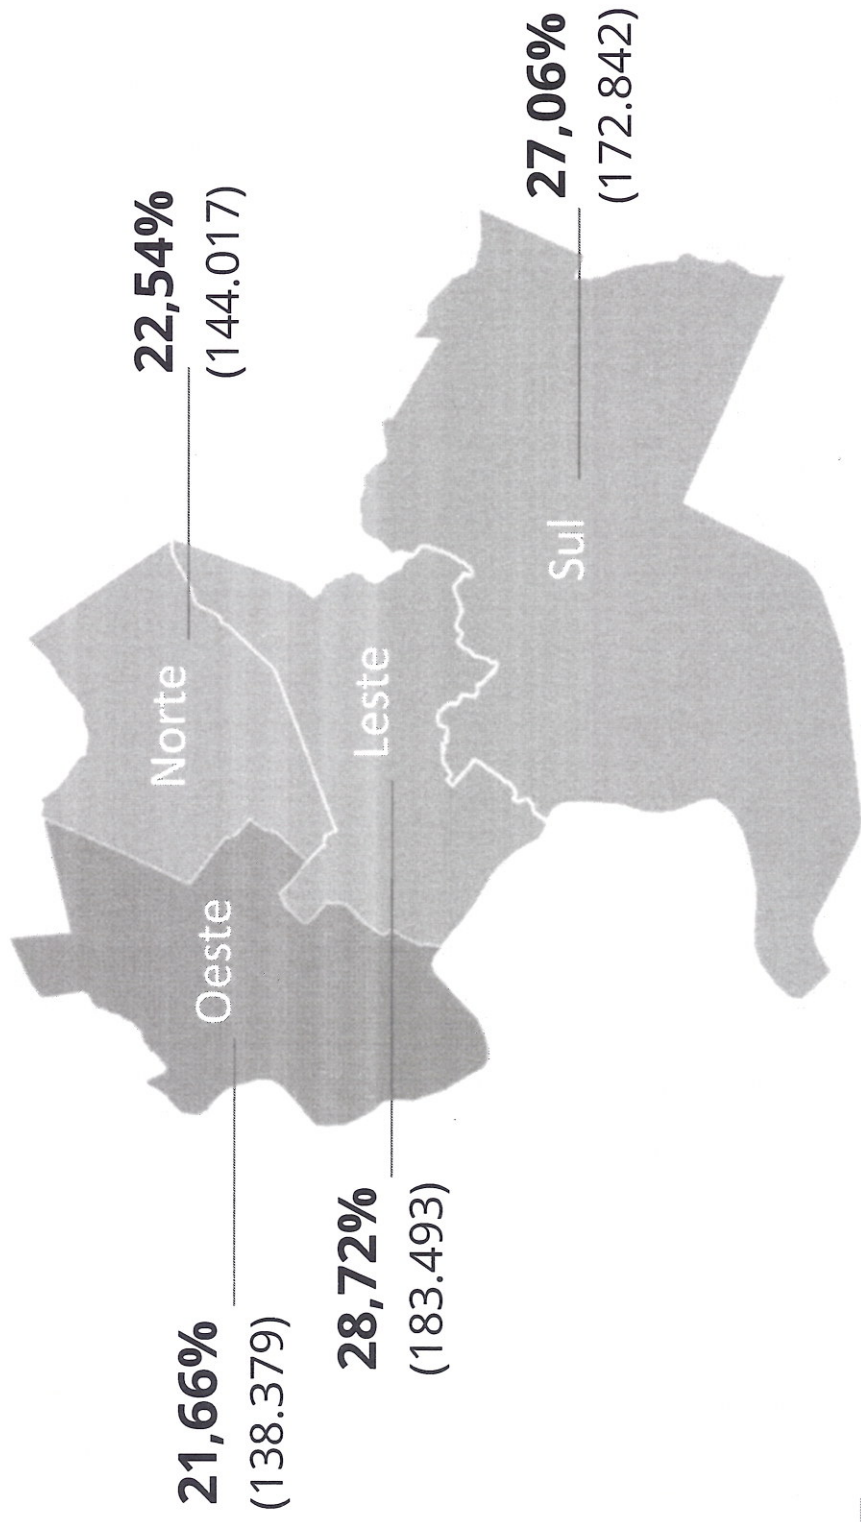 22,54%
(144.017)
Norte
21,66%
(138.379)
Oeste
28,72%
(183.493)
Leste
27,06%
(172.842)
Sul